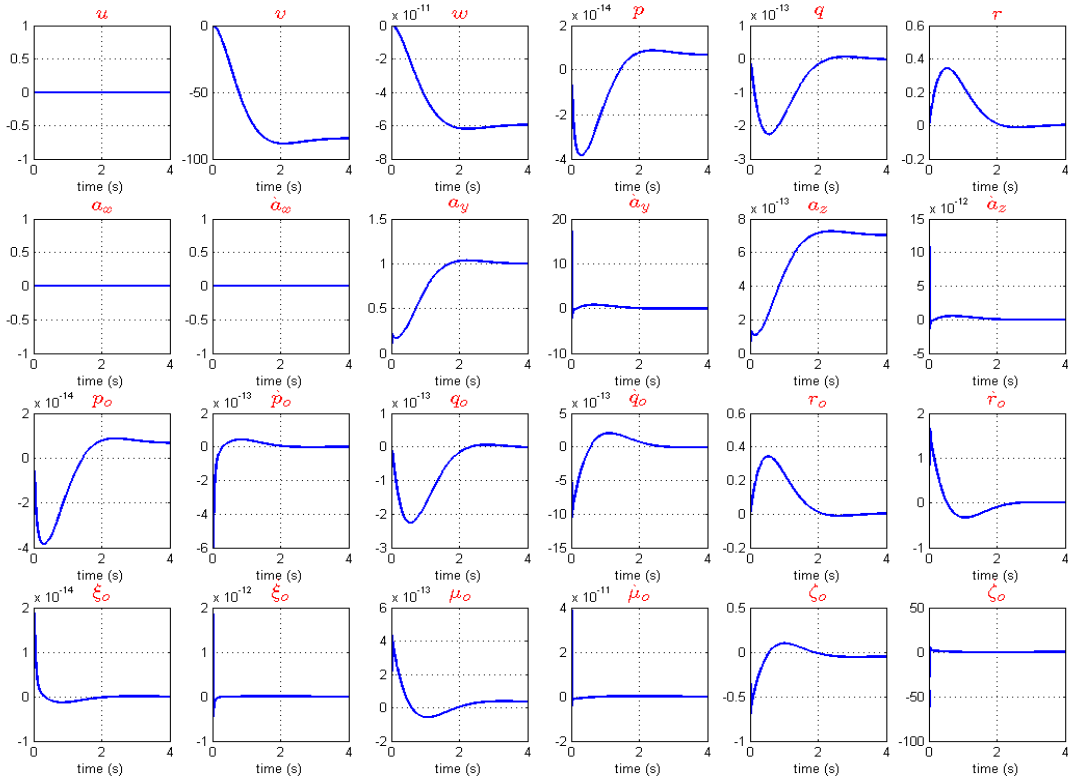 u v w p q r
x 10⁻¹¹ x 10⁻¹⁴ x 10⁻¹³
1 0 0 2 1 0.6
0.5 -2 0 0 0.4
0 -50 -4 -1 0.2
-0.5 -6 -2 -2 0
-1 -100 -8 -4 -3 0.2
0 2 4 0 2 4 0 2 4 0 2 4 0 2 4 0 2 4
time (s) time (s) time (s) time (s) time (s) time (s)
a∞ ȧ∞ a_y ȧ_y a_z ȧ_z
x 10⁻¹³ x 10⁻¹²
1 1 1.5 20 8 15
0.5 0.5 1 10 6 10
0 0 4 5
-0.5 -0.5 0.5 0 2 0
-1 -1 0 -10 0 -5
0 2 4 0 2 4 0 2 4 0 2 4 0 2 4 0 2 4
time (s) time (s) time (s) time (s) time (s) time (s)
p_o ṗ_o q_o q̇_o r_o ṙ_o
x 10⁻¹⁴ x 10⁻¹³ x 10⁻¹³ x 10⁻¹³
2 2 1 5 0.6 2
0 0 0 0 0.4 1
-2 -2 -1 -5 0.2 0
-4 -2 -10 0
-4 -6 -3 -15 0.2 -1
0 2 4 0 2 4 0 2 4 0 2 4 0 2 4 0 2 4
time (s) time (s) time (s) time (s) time (s) time (s)
ξ_o ξ̇_o μ_o μ̇_o ζ_o ζ_o
x 10⁻¹⁴ x 10⁻¹² x 10⁻¹³ x 10⁻¹¹
2 2 6 4 0.5 50
1 1 4 2 0 0
0 0 2 0 -0.5 50
0
-1 -1 -2 -2 -1 -100
0 2 4 0 2 4 0 2 4 0 2 4 0 2 4 0 2 4
time (s) time (s) time (s) time (s) time (s) time (s)